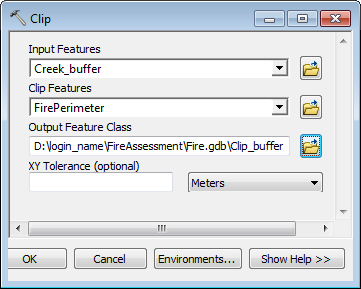 Clip
Input Features
Creek_buffer
Clip Features
FirePerimeter
Output Feature Class
D:\login_name\FireAssessment\Fire.gdb\Clip_buffer
XY Tolerance (optional)
Meters
OK
Cancel
Environments...
Show Help >>